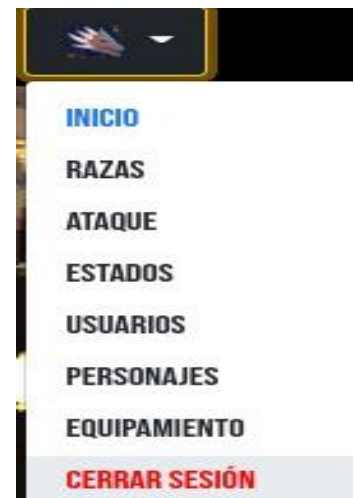 INICIO
RAZAS
ATAQUE
ESTADOS
USUARIOS
PERSONAJES
EQUIPAMIENTO
CERRAR SESIÓN